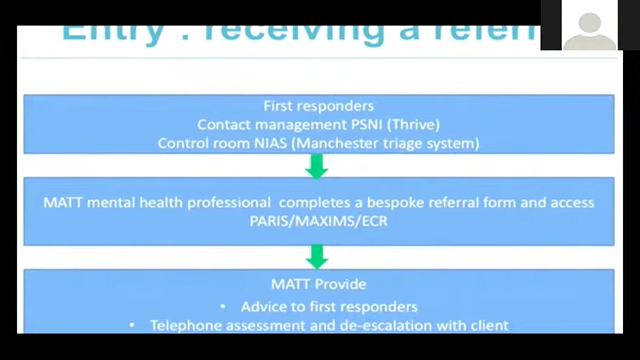 Entry : receiving a
First responders
Contact management PSNI (Thrive)
Control room NIAS (Manchester triage system)
MATT mental health professional completes a bespoke referral form and access
PARIS/MAXIMS/ECR
MATT Provide
• Advice to first responders
• Telephone assessment and de-escalation with client